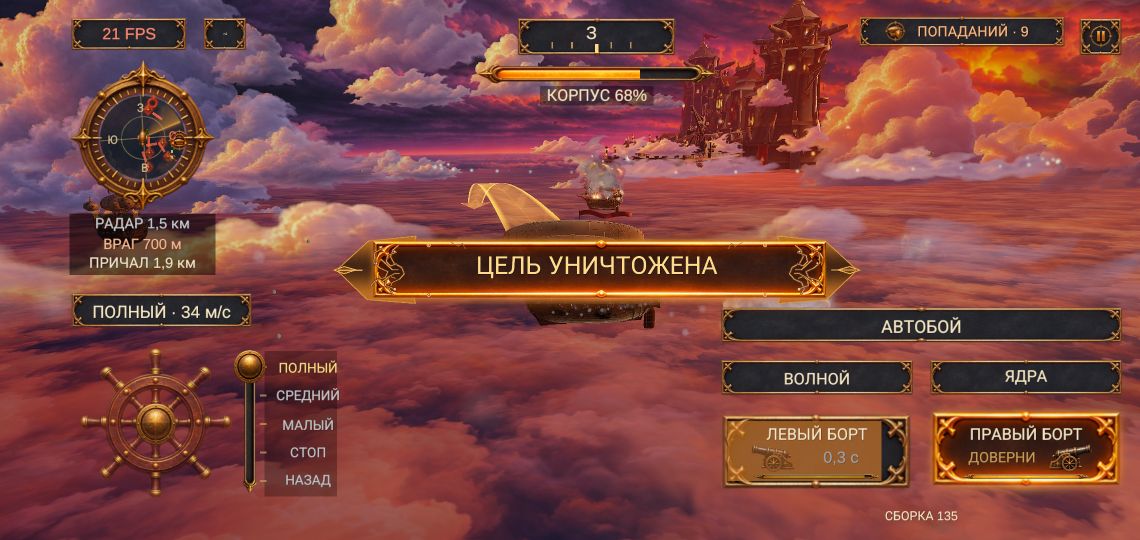 21 FPS
З
КОРПУС 68%
ПОПАДАНИЙ · 9
З
Ю
В
РАДАР 1,5 км
ВРАГ 700 м
ПРИЧАЛ 1,9 км
ЦЕЛЬ УНИЧТОЖЕНА
ПОЛНЫЙ · 34 м/с
ПОЛНЫЙ
СРЕДНИЙ
МАЛЫЙ
СТОП
НАЗАД
АВТОБОЙ
ВОЛНОЙ
ЯДРА
ЛЕВЫЙ БОРТ
0,3 с
ПРАВЫЙ БОРТ
ДОВЕРНИ
СБОРКА 135